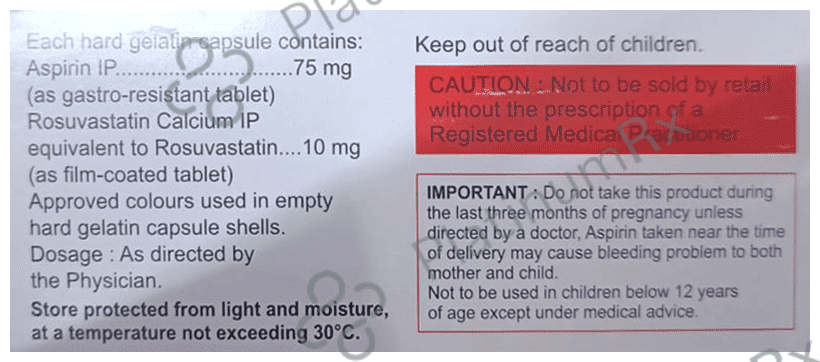 Each hard gelatin capsule contains:
Aspirin IP..............................75 mg
(as gastro-resistant tablet)
Rosuvastatin Calcium IP
equivalent to Rosuvastatin....10 mg
(as film-coated tablet)
Approved colours used in empty
hard gelatin capsule shells.
Dosage : As directed by
the Physician.
Store protected from light and moisture,
at a temperature not exceeding 30°C.
Keep out of reach of children.
CAUTION : Not to be sold by retail
without the prescription of a
Registered Medical Practitioner
IMPORTANT : Do not take this product during
the last three months of pregnancy unless
directed by a doctor, Aspirin taken near the time
of delivery may cause bleeding problem to both
mother and child.
Not to be used in children below 12 years
of age except under medical advice.
PlatinumRx